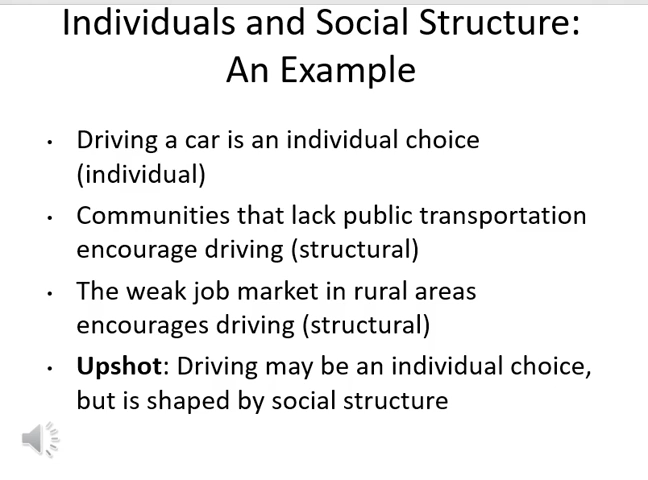 Individuals and Social Structure:
An Example
• Driving a car is an individual choice
(individual)
• Communities that lack public transportation
encourage driving (structural)
• The weak job market in rural areas
encourages driving (structural)
• Upshot: Driving may be an individual choice,
but is shaped by social structure